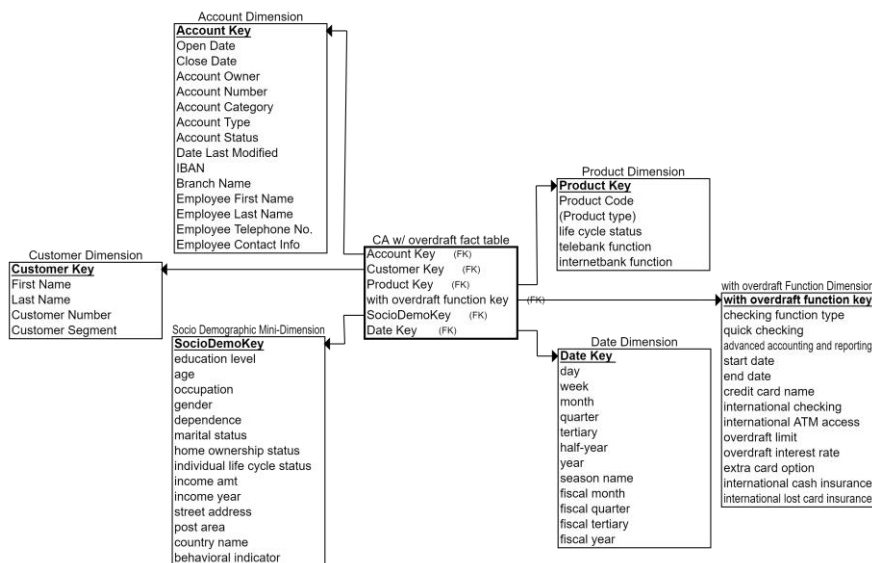 Account Dimension
Account Key
Open Date
Close Date
Account Owner
Account Number
Account Category
Account Type
Account Status
Date Last Modified
IBAN
Branch Name
Employee First Name
Employee Last Name
Employee Telephone No.
Employee Contact Info
Product Dimension
Product Key
Product Code
(Product type)
life cycle status
telebank function
internetbank function
CA w/ overdraft fact table
Account Key (FK)
Customer Key (FK)
Product Key (FK)
with overdraft function key (FK)
SocioDemoKey (FK)
Date Key (FK)
Customer Dimension
Customer Key
First Name
Last Name
Customer Number
Customer Segment
with overdraft Function Dimension
with overdraft function key
checking function type
quick checking
advanced accounting and reporting
start date
end date
credit card name
international checking
international ATM access
overdraft limit
overdraft interest rate
extra card option
international cash insurance
international lost card insurance
Socio Demographic Mini-Dimension
SocioDemoKey
education level
age
occupation
gender
dependence
marital status
home ownership status
individual life cycle status
income amt
income year
street address
post area
country name
behavioral indicator
Date Dimension
Date Key
day
week
month
quarter
tertiary
half-year
year
season name
fiscal month
fiscal quarter
fiscal tertiary
fiscal year